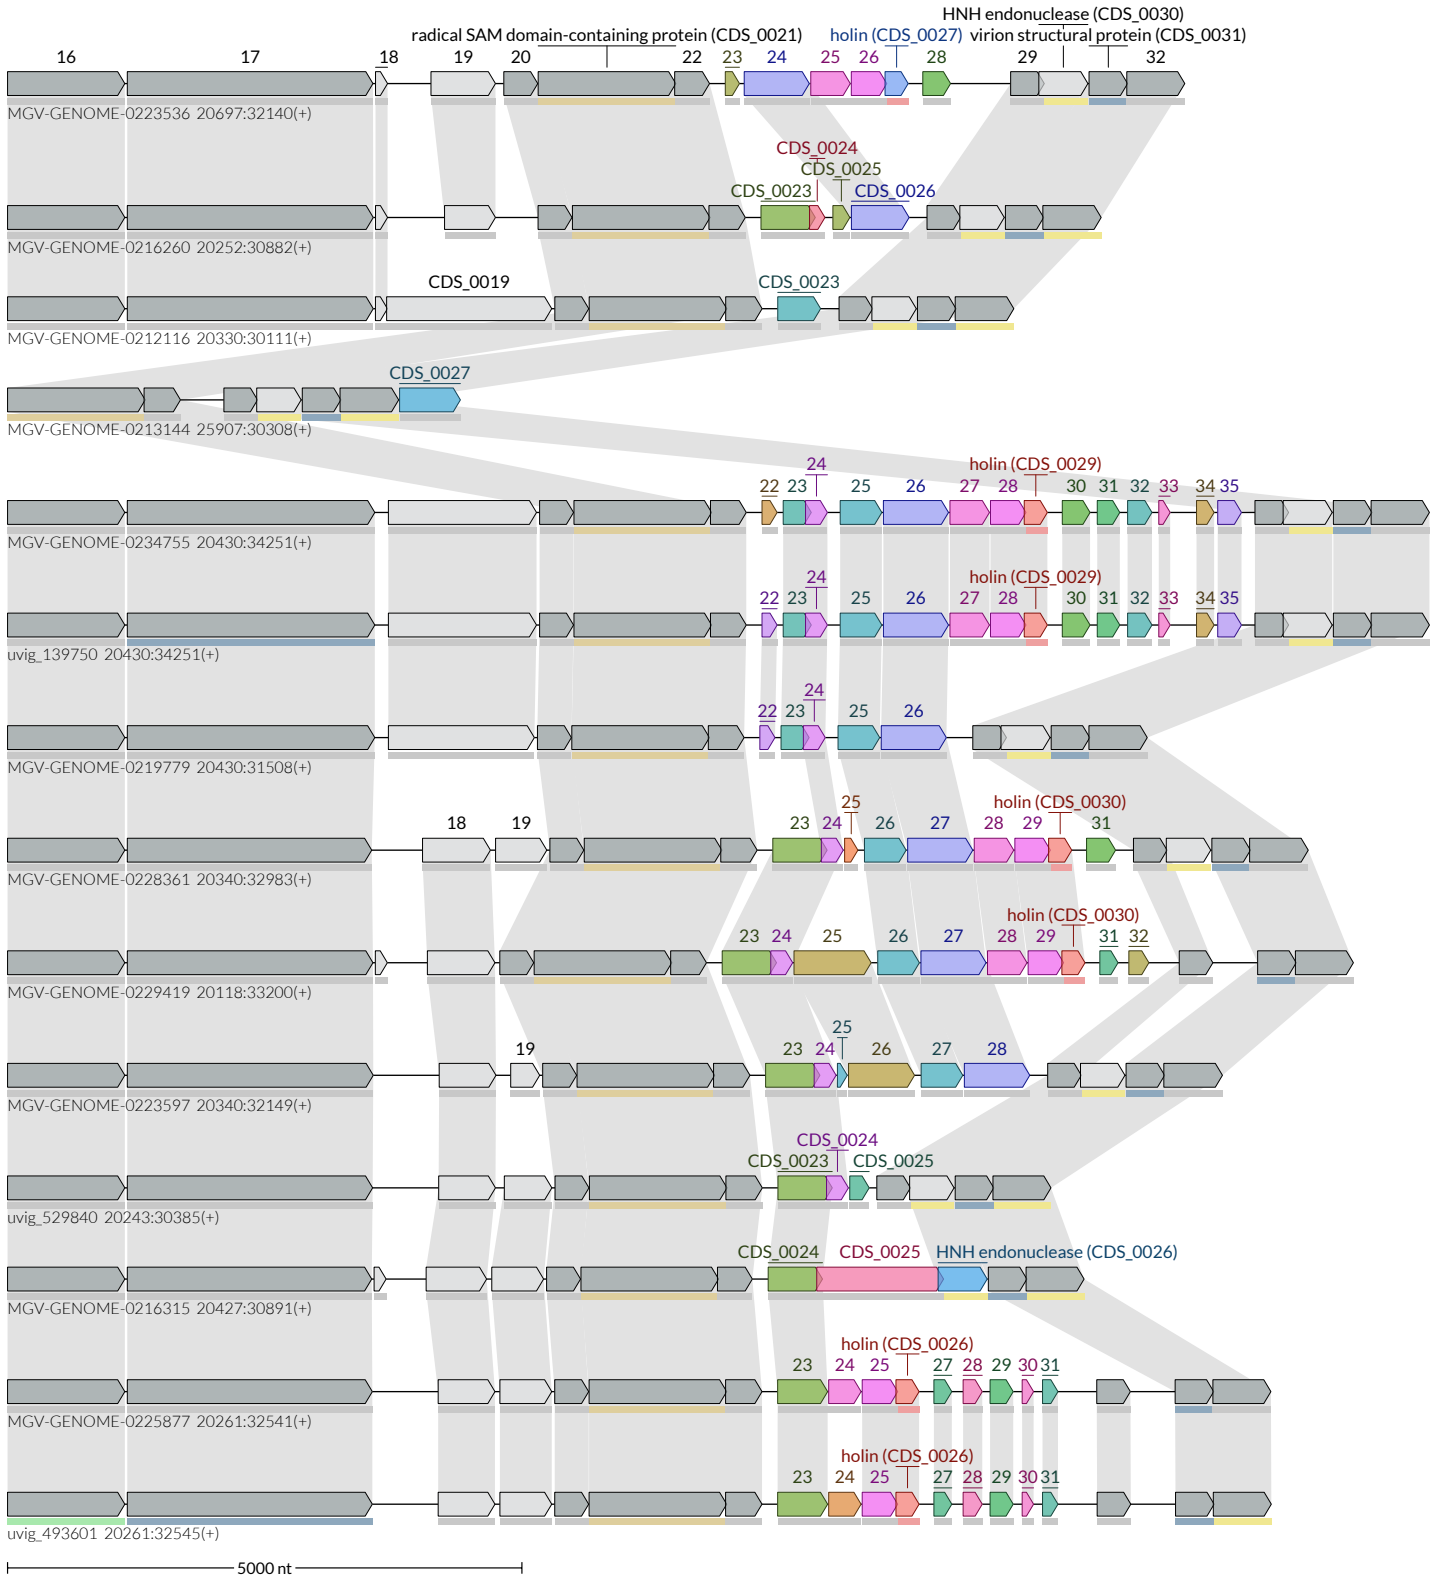 HNH endonuclease (CDS_0030)
radical SAM domain-containing protein (CDS_0021) holin (CDS_0027) virion structural protein (CDS_0031)
16 17 18 19 20 22 23 24 25 26 28 29 32
MGV-GENOME-0223536 20697:32140(+)
CDS_0024
CDS_0025
CDS_0023 CDS_0026
MGV-GENOME-0216260 20252:30882(+)
CDS_0019 CDS_0023
MGV-GENOME-0212116 20330:30111(+)
CDS_0027
MGV-GENOME-0213144 25907:30308(+)
24 holin (CDS_0029)
22 23 25 26 27 28 30 31 32 33 34 35
MGV-GENOME-0234755 20430:34251(+)
24 holin (CDS_0029)
22 23 25 26 27 28 30 31 32 33 34 35
uvig_139750 20430:34251(+)
24
22 23 25 26
MGV-GENOME-0219779 20430:31508(+)
25 holin (CDS_0030)
18 19 23 24 26 27 28 29 31
MGV-GENOME-0228361 20340:32983(+)
holin (CDS_0030)
23 24 25 26 27 28 29 31 32
MGV-GENOME-0229419 20118:33200(+)
25
19 23 24 26 27 28
MGV-GENOME-0223597 20340:32149(+)
CDS_0024
CDS_0023 CDS_0025
uvig_529840 20243:30385(+)
CDS_0024 CDS_0025 HNH endonuclease (CDS_0026)
MGV-GENOME-0216315 20427:30891(+)
holin (CDS_0026)
23 24 25 27 28 29 30 31
MGV-GENOME-0225877 20261:32541(+)
holin (CDS_0026)
23 24 25 27 28 29 30 31
uvig_493601 20261:32545(+)
5000 nt